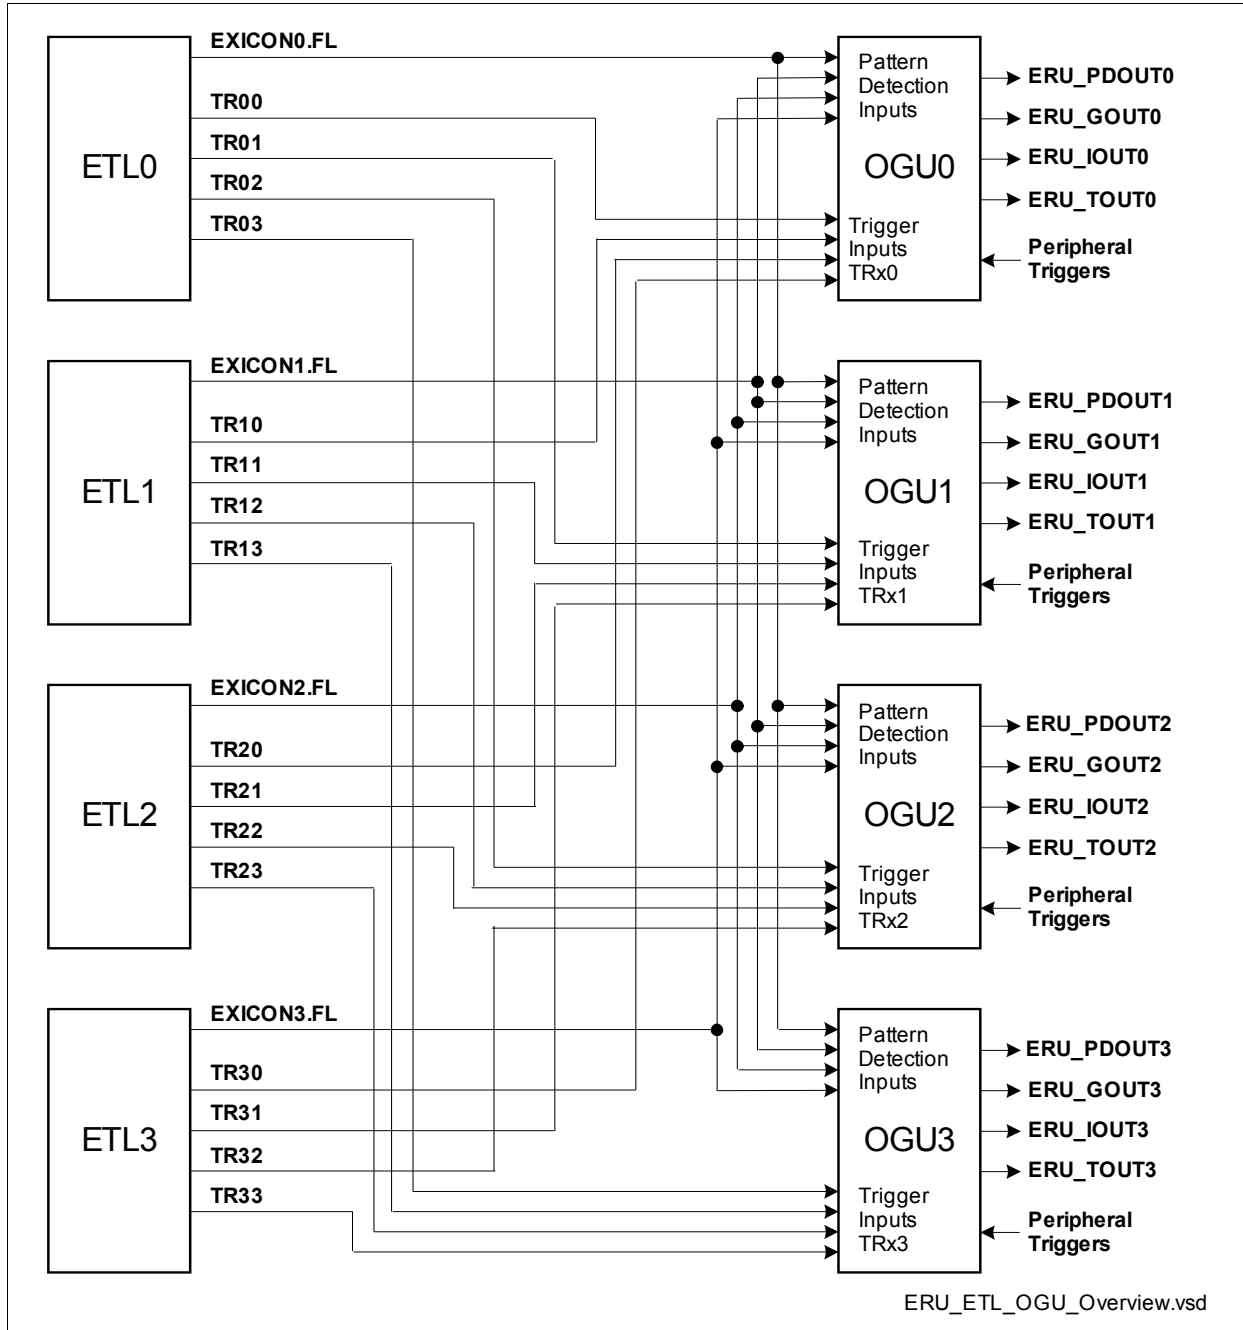 EXICON0.FL
TR00
TR01
TR02
TR03
ETL0
Pattern
Detection
Inputs
OGU0
Trigger
Inputs
TRx0
ERU_PDOUT0
ERU_GOUT0
ERU_IOUT0
ERU_TOUT0
Peripheral
Triggers
EXICON1.FL
TR10
TR11
TR12
TR13
ETL1
Pattern
Detection
Inputs
OGU1
Trigger
Inputs
TRx1
ERU_PDOUT1
ERU_GOUT1
ERU_IOUT1
ERU_TOUT1
Peripheral
Triggers
EXICON2.FL
TR20
TR21
TR22
TR23
ETL2
Pattern
Detection
Inputs
OGU2
Trigger
Inputs
TRx2
ERU_PDOUT2
ERU_GOUT2
ERU_IOUT2
ERU_TOUT2
Peripheral
Triggers
EXICON3.FL
TR30
TR31
TR32
TR33
ETL3
Pattern
Detection
Inputs
OGU3
Trigger
Inputs
TRx3
ERU_PDOUT3
ERU_GOUT3
ERU_IOUT3
ERU_TOUT3
Peripheral
Triggers
ERU_ETL_OGU_Overview.vsd